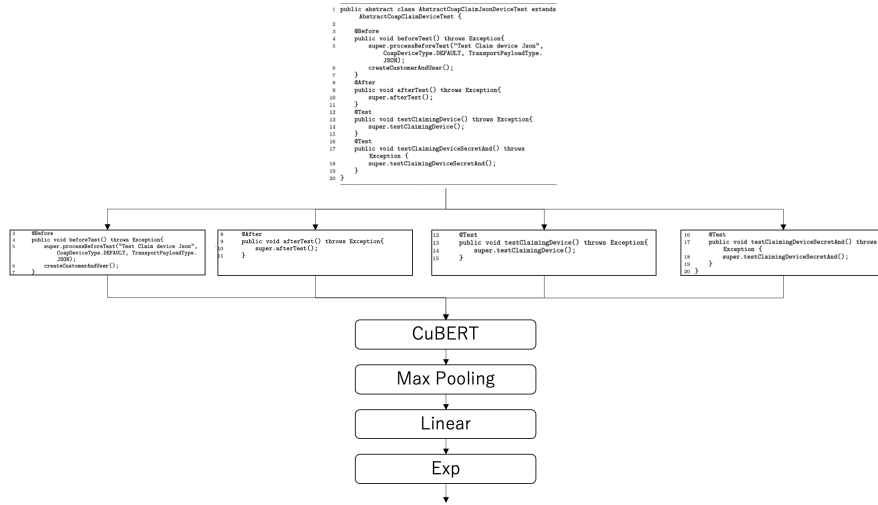 1 public abstract class AbstractCoapClaimJsonDeviceTest extends
AbstractCoapClaimDeviceTest {
2
3 @Before
4 public void beforeTest() throws Exception{
5 super.processBeforeTest("Test Claim device Json",
CoapDeviceType.DEFAULT, TransportPayloadType.
JSON);
6 createCustomerAndUser();
7 }
8 @After
9 public void afterTest() throws Exception{
10 super.afterTest();
11 }
12 @Test
13 public void testClaimingDevice() throws Exception{
14 super.testClaimingDevice();
15 }
16 @Test
17 public void testClaimingDeviceSecretAnd() throws
Exception {
18 super.testClaimingDeviceSecretAnd();
19 }
20 }
3 @Before
4 public void beforeTest() throws Exception{
5 super.processBeforeTest("Test Claim device Json",
CoapDeviceType.DEFAULT, TransportPayloadType.
JSON);
6 createCustomerAndUser();
7 }
8 @After
9 public void afterTest() throws Exception{
10 super.afterTest();
11 }
12 @Test
13 public void testClaimingDevice() throws Exception{
14 super.testClaimingDevice();
15 }
16 @Test
17 public void testClaimingDeviceSecretAnd() throws
Exception {
18 super.testClaimingDeviceSecretAnd();
19 }
20 }
CuBERT
Max Pooling
Linear
Exp